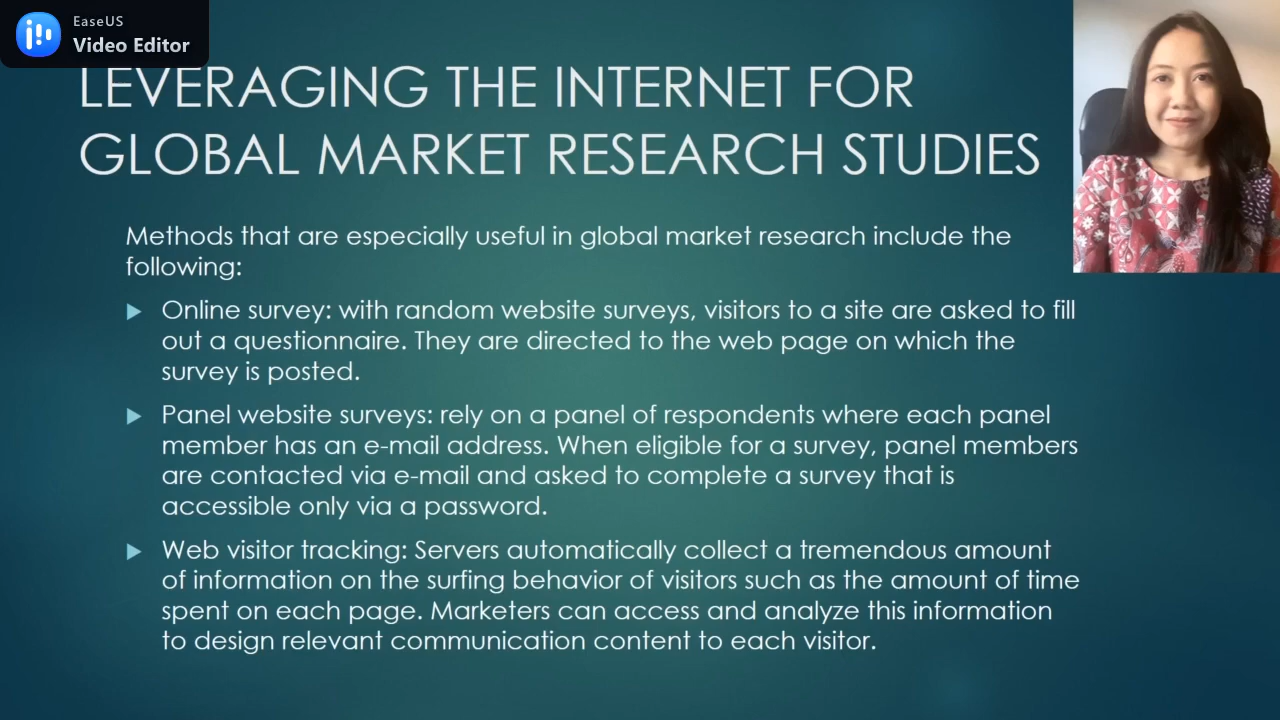 EaseUS
Video Editor
LEVERAGING THE INTERNET FOR
GLOBAL MARKET RESEARCH STUDIES
Methods that are especially useful in global market research include the
following:
Online survey: with random website surveys, visitors to a site are asked to fill
out a questionnaire. They are directed to the web page on which the
survey is posted.
Panel website surveys: rely on a panel of respondents where each panel
member has an e-mail address. When eligible for a survey, panel members
are contacted via e-mail and asked to complete a survey that is
accessible only via a password.
Web visitor tracking: Servers automatically collect a tremendous amount
of information on the surfing behavior of visitors such as the amount of time
spent on each page. Marketers can access and analyze this information
to design relevant communication content to each visitor.